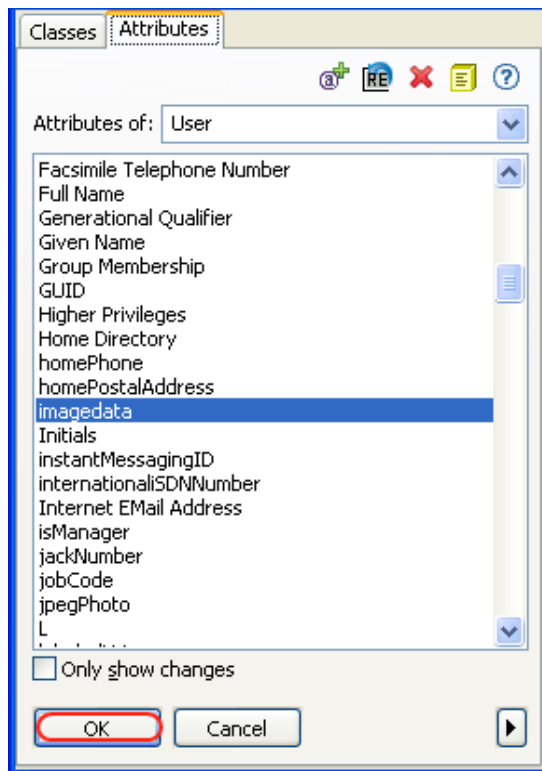 Classes Attributes
RE
Attributes of: User
Facsimile Telephone Number
Full Name
Generational Qualifier
Given Name
Group Membership
GUID
Higher Privileges
Home Directory
homePhone
homePostalAddress
imagedata
Initials
instantMessagingID
internationaliSDNNumber
Internet EMail Address
isManager
jackNumber
jobCode
jpegPhoto
L
Only show changes
OK Cancel